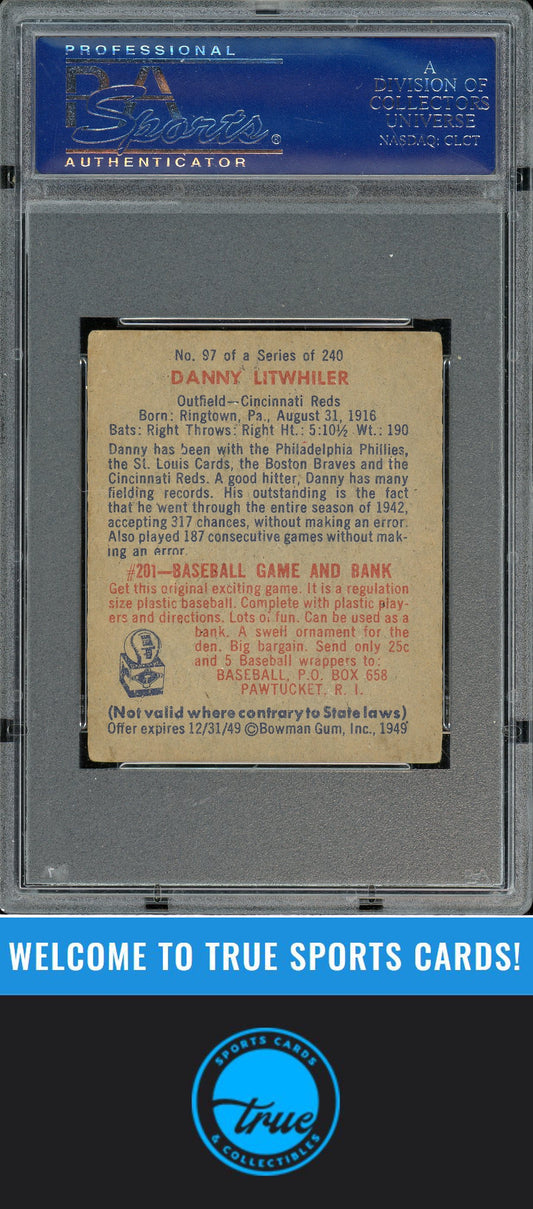 PROFESSIONAL
PSA
Sports®
AUTHENTICATOR
A
DIVISION OF
COLLECTORS
UNIVERSE
NASDAQ: CLCT
No. 97 of a Series of 240
DANNY LITWHILER
Outfield—Cincinnati Reds
Born: Ringtown, Pa., August 31, 1916
Bats: Right Throws: Right Ht.: 5:10½ Wt.: 190
Danny has been with the Philadelphia Phillies,
the St. Louis Cards, the Boston Braves and the
Cincinnati Reds. A good hitter, Danny has many
fielding records. His outstanding is the fact
that he went through the entire season of 1942,
accepting 317 chances, without making an error.
Also played 187 consecutive games without mak-
ing an error.
#201—BASEBALL GAME AND BANK
Get this original exciting game. It is a regulation
size plastic baseball. Complete with plastic play-
ers and directions. Lots of fun. Can be used as a
bank. A swell ornament for the
den. Big bargain. Send only 25c
and 5 Baseball wrappers to:
BASEBALL, P.O. BOX 658
PAWTUCKET, R. I.
(Not valid where contrary to State laws)
Offer expires 12/31/49 ©Bowman Gum, Inc., 1949
WELCOME TO TRUE SPORTS CARDS!
SPORTS CARDS
true
& COLLECTIBLES